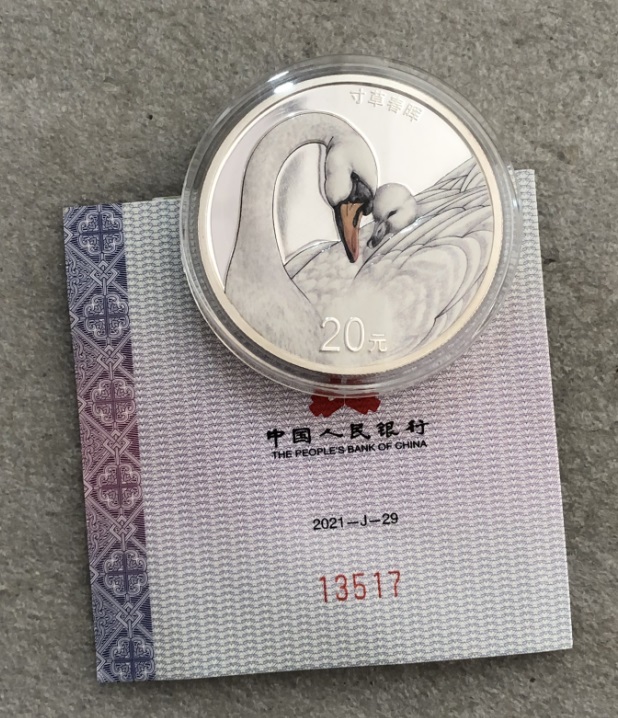 寸草春晖
20元
中国人民银行
THE PEOPLE'S BANK OF CHINA
2021－J－29
13517